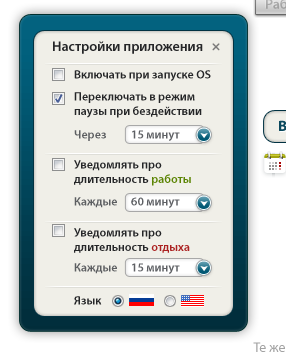 Раб
Настройки приложения ×
Включать при запуске OS
Переключать в режим
паузы при бездействии
Через 15 минут
В
Уведомлять про
длительность работы
Каждые 60 минут
Уведомлять про
длительность отдыха
Каждые 15 минут
Язык
Те же